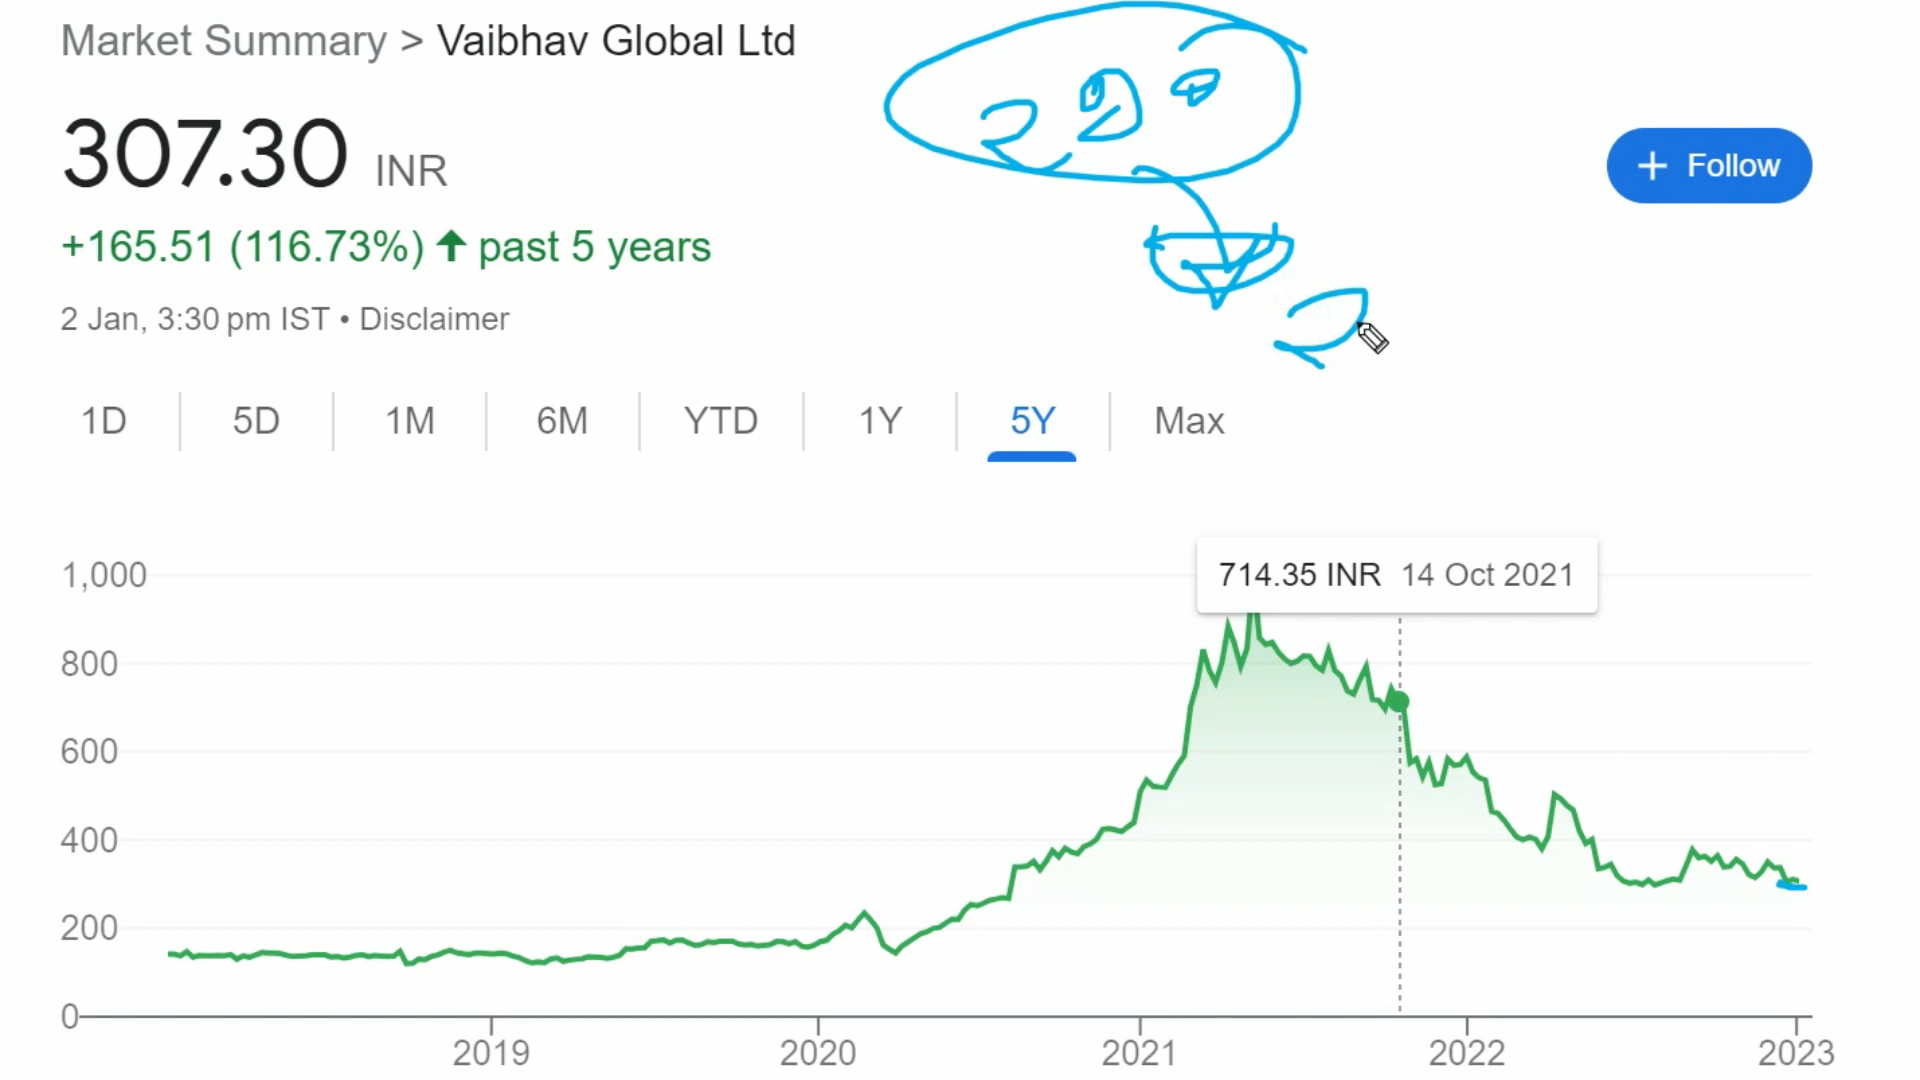 Market Summary > Vaibhav Global Ltd
307.30 INR
+ Follow
+165.51 (116.73%) ↑ past 5 years
2 Jan, 3:30 pm IST • Disclaimer
1D 5D 1M 6M YTD 1Y 5Y Max
714.35 INR 14 Oct 2021
1,000
800
600
400
200
0
2019 2020 2021 2022 2023